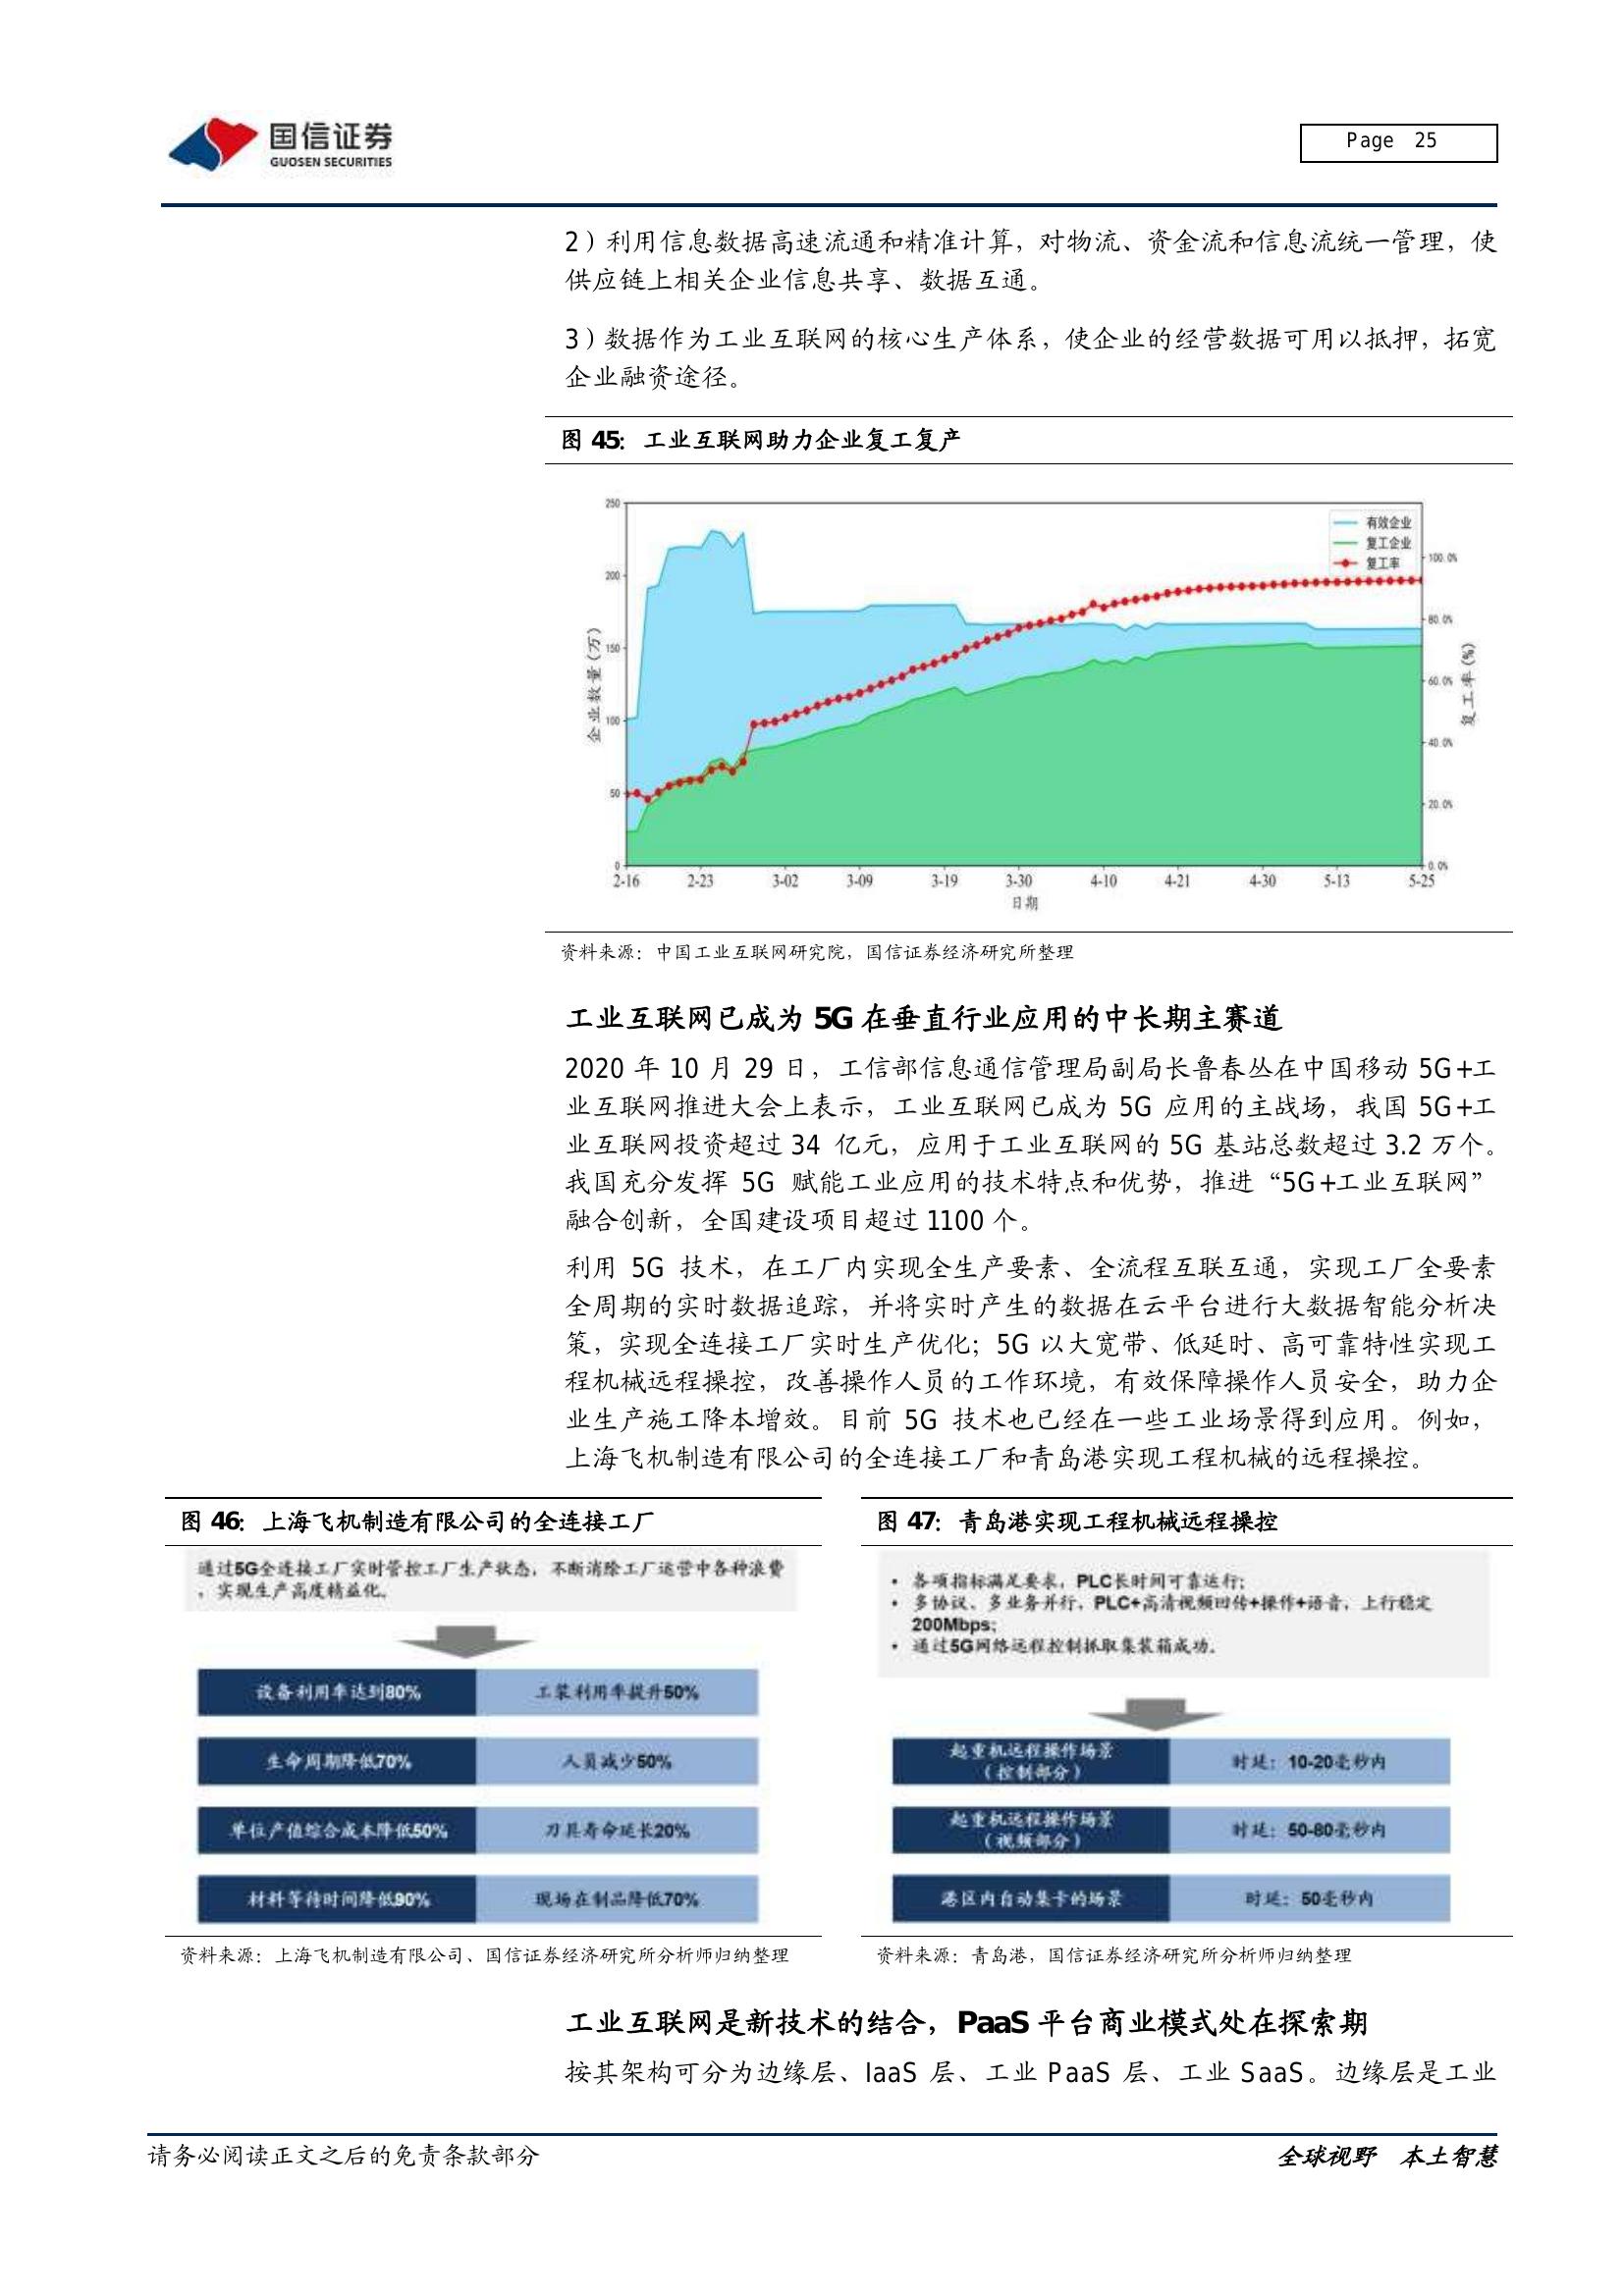 国信证券
GUOSEN SECURITIES
Page 25
2）利用信息数据高速流通和精准计算，对物流、资金流和信息流统一管理，使
供应链上相关企业信息共享、数据互通。
3）数据作为工业互联网的核心生产体系，使企业的经营数据可用以抵押，拓宽
企业融资途径。
图 45：工业互联网助力企业复工复产
250
200
150
100
50
0
企业数量(万)
有效企业
复工企业
复工率
100.0%
80.0%
60.0%
40.0%
20.0%
0.0%
复工率(%)
2-16 2-23 3-02 3-09 3-19 3-30 4-10 4-21 4-30 5-13 5-25
日期
资料来源：中国工业互联网研究院，国信证券经济研究所整理
工业互联网已成为 5G 在垂直行业应用的中长期主赛道
2020 年 10 月 29 日，工信部信息通信管理局副局长鲁春丛在中国移动 5G+工
业互联网推进大会上表示，工业互联网已成为 5G 应用的主战场，我国 5G+工
业互联网投资超过 34 亿元，应用于工业互联网的 5G 基站总数超过 3.2 万个。
我国充分发挥 5G 赋能工业应用的技术特点和优势，推进“5G+工业互联网”
融合创新，全国建设项目超过 1100 个。
利用 5G 技术，在工厂内实现全生产要素、全流程互联互通，实现工厂全要素
全周期的实时数据追踪，并将实时产生的数据在云平台进行大数据智能分析决
策，实现全连接工厂实时生产优化；5G 以大宽带、低延时、高可靠特性实现工
程机械远程操控，改善操作人员的工作环境，有效保障操作人员安全，助力企
业生产施工降本增效。目前 5G 技术也已经在一些工业场景得到应用。例如，
上海飞机制造有限公司的全连接工厂和青岛港实现工程机械的远程操控。
图 46：上海飞机制造有限公司的全连接工厂
通过5G全连接工厂实时管控工厂生产状态，不断消除工厂运营中各种浪费
，实现生产高度精益化。
设备利用率达到80% 工装利用率提升50%
生命周期降低70% 人员减少50%
单位产值综合成本降低50% 刀具寿命延长20%
材料等待时间降低90% 现场在制品降低70%
资料来源：上海飞机制造有限公司、国信证券经济研究所分析师归纳整理
图 47：青岛港实现工程机械远程操控
• 各项指标满足要求，PLC长时间可靠运行；
• 多协议、多业务并行，PLC+高清视频回传+操作+语音，上行稳定
200Mbps；
• 通过5G网络远程控制抓取集装箱成功。
起重机远程操作场景
（控制部分）
时延：10-20毫秒内
起重机远程操作场景
（视频部分）
时延：50-80毫秒内
港区内自动集卡的场景 时延：50毫秒内
资料来源：青岛港，国信证券经济研究所分析师归纳整理
工业互联网是新技术的结合，PaaS 平台商业模式处在探索期
按其架构可分为边缘层、IaaS 层、工业 PaaS 层、工业 SaaS。边缘层是工业
请务必阅读正文之后的免责条款部分
全球视野 本土智慧